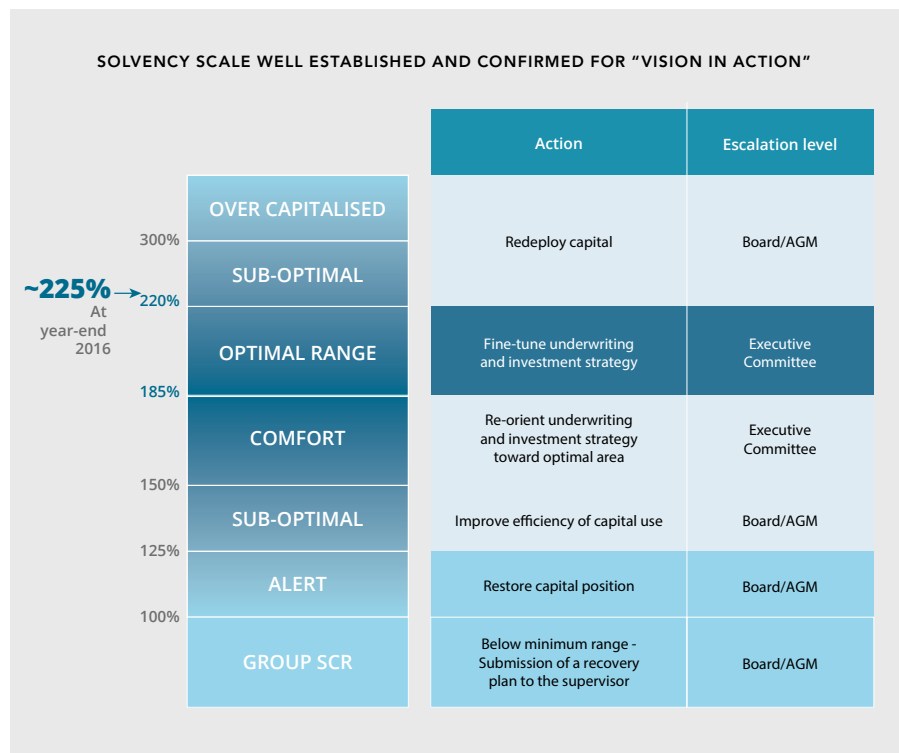 SOLVENCY SCALE WELL ESTABLISHED AND CONFIRMED FOR “VISION IN ACTION”
Action
Escalation level
OVER CAPITALISED
300%
SUB-OPTIMAL
Redeploy capital
Board/AGM
~225%
At
year-end
2016
220%
OPTIMAL RANGE
Fine-tune underwriting
and investment strategy
Executive
Committee
185%
COMFORT
Re-orient underwriting
and investment strategy
toward optimal area
Executive
Committee
150%
SUB-OPTIMAL
Improve efficiency of capital use
Board/AGM
125%
ALERT
Restore capital position
Board/AGM
100%
GROUP SCR
Below minimum range -
Submission of a recovery
plan to the supervisor
Board/AGM